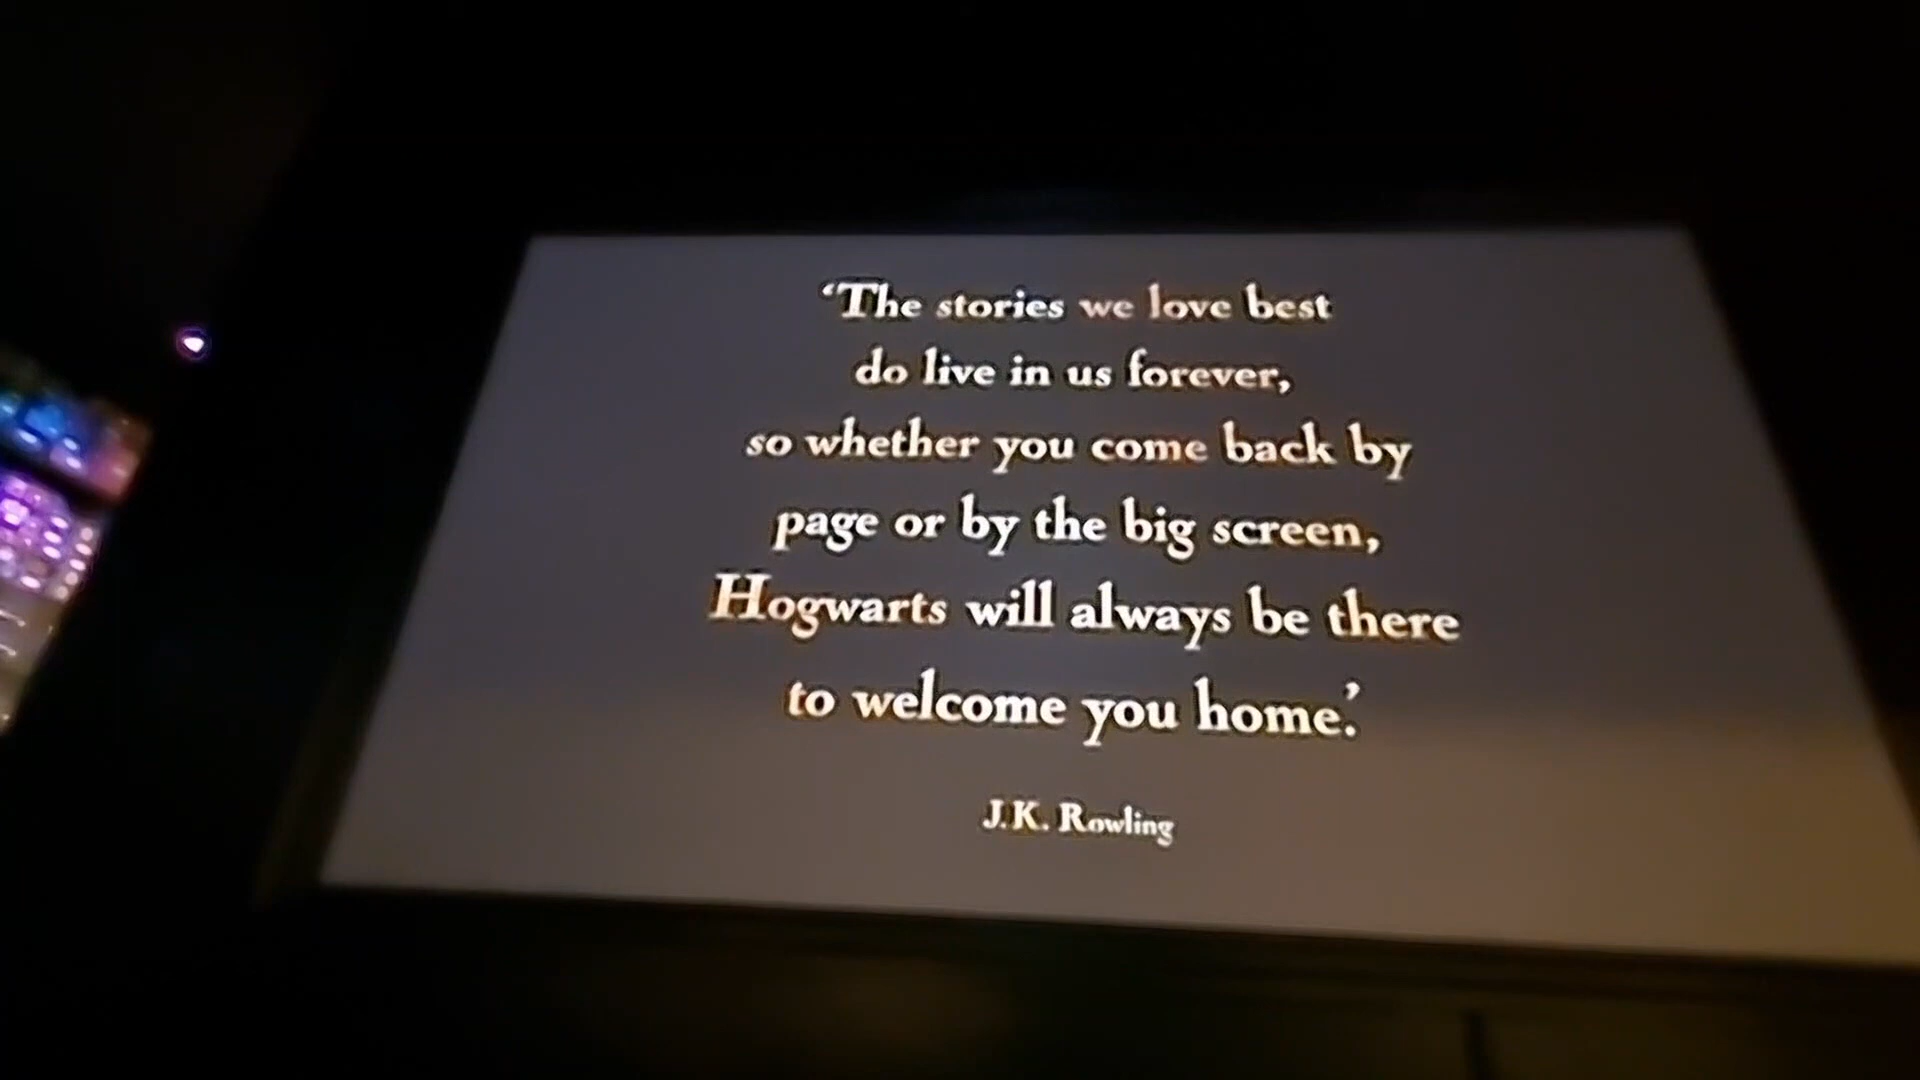 ‘The stories we love best
do live in us forever,
so whether you come back by
page or by the big screen,
Hogwarts will always be there
to welcome you home.’
J.K. Rowling